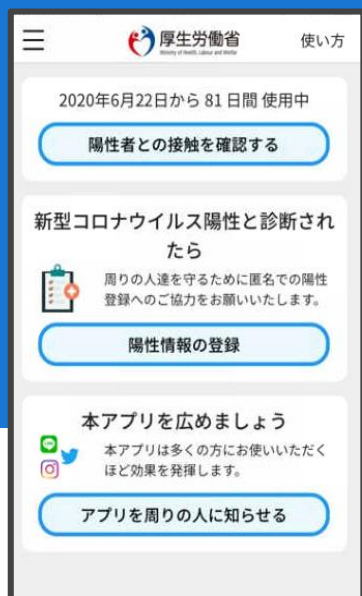 厚生労働省
Ministry of Health, Labour and Welfare
使い方
2020年6月22日から 81 日間 使用中
陽性者との接触を確認する
新型コロナウイルス陽性と診断され
たら
周りの人達を守るために匿名での陽性
登録へのご協力をお願いいたします。
陽性情報の登録
本アプリを広めましょう
LINE
本アプリは多くの方にお使いいただく
ほど効果を発揮します。
アプリを周りの人に知らせる